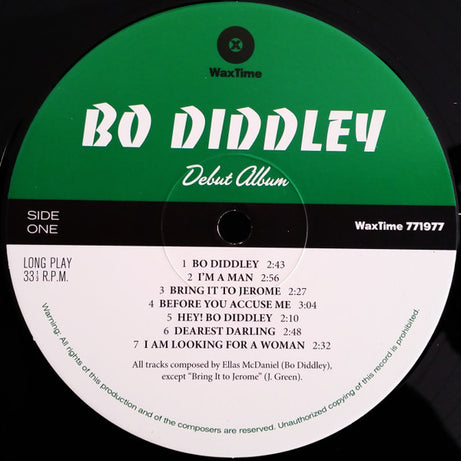 WaxTime
BO DIDDLEY
Debut Album
SIDE
ONE
WaxTime 771977
LONG PLAY
33⅓ R.P.M.
1 BO DIDDLEY 2:43
2 I'M A MAN 2:56
3 BRING IT TO JEROME 2:27
4 BEFORE YOU ACCUSE ME 3:04
5 HEY! BO DIDDLEY 2:10
6 DEAREST DARLING 2:48
7 I AM LOOKING FOR A WOMAN 2:32
All tracks composed by Ellas McDaniel (Bo Diddley),
except "Bring It to Jerome" (J. Green).
Warning: All rights of this production and of the composers are reserved. Unauthorized copying of this record is prohibited.